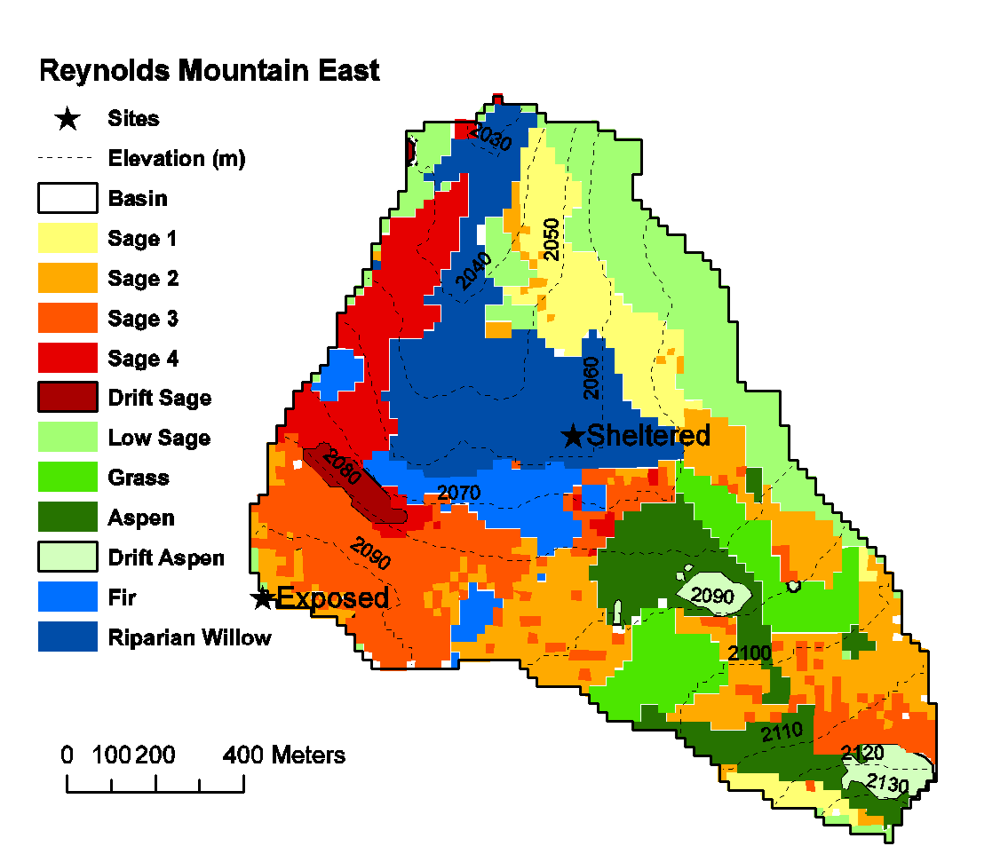 Reynolds Mountain East
Sites
Elevation (m)
Basin
Sage 1
Sage 2
Sage 3
Sage 4
Drift Sage
Low Sage
Grass
Aspen
Drift Aspen
Fir
Riparian Willow
0 100 200 400 Meters
2030
2050
2040
2060
Sheltered
2080
2070
2090
Exposed
2090
2100
2110
2120
2130